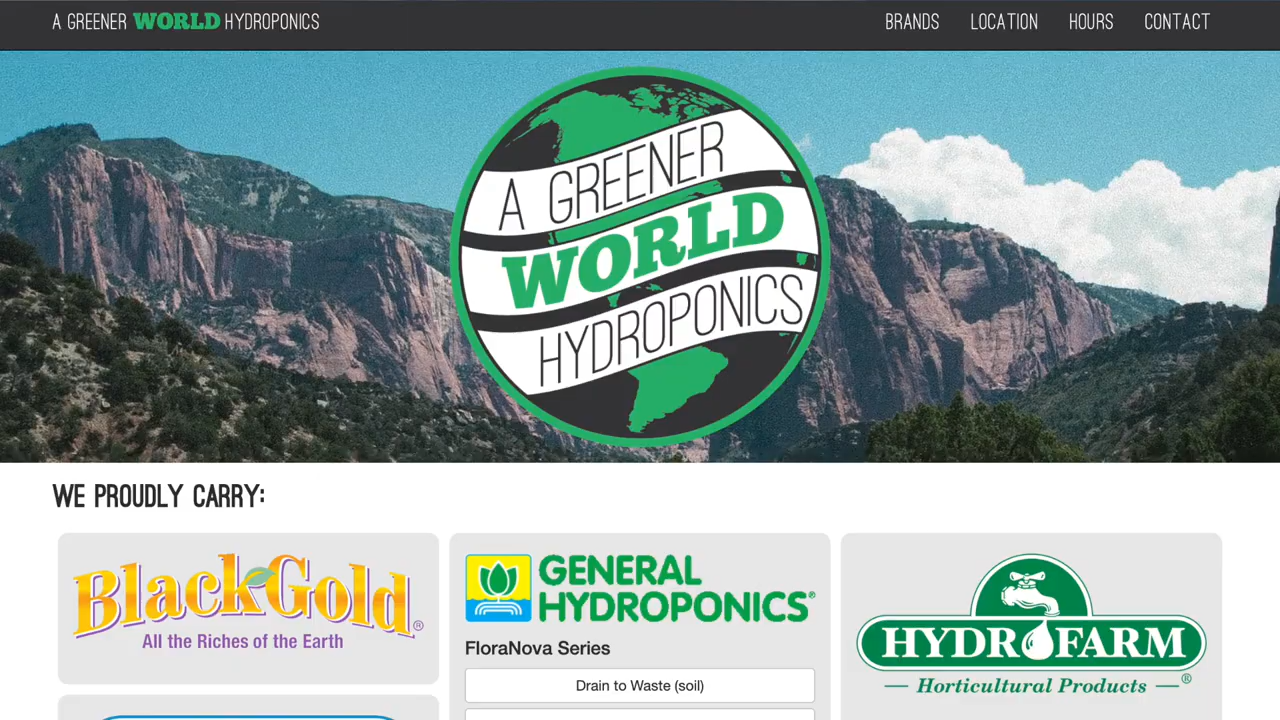 A GREENER WORLD HYDROPONICS
BRANDS LOCATION HOURS CONTACT
A GREENER
WORLD
HYDROPONICS
WE PROUDLY CARRY:
BlackGold®
All the Riches of the Earth
GENERAL
HYDROPONICS®
FloraNova Series
Drain to Waste (soil)
HYDROFARM
Horticultural Products ®